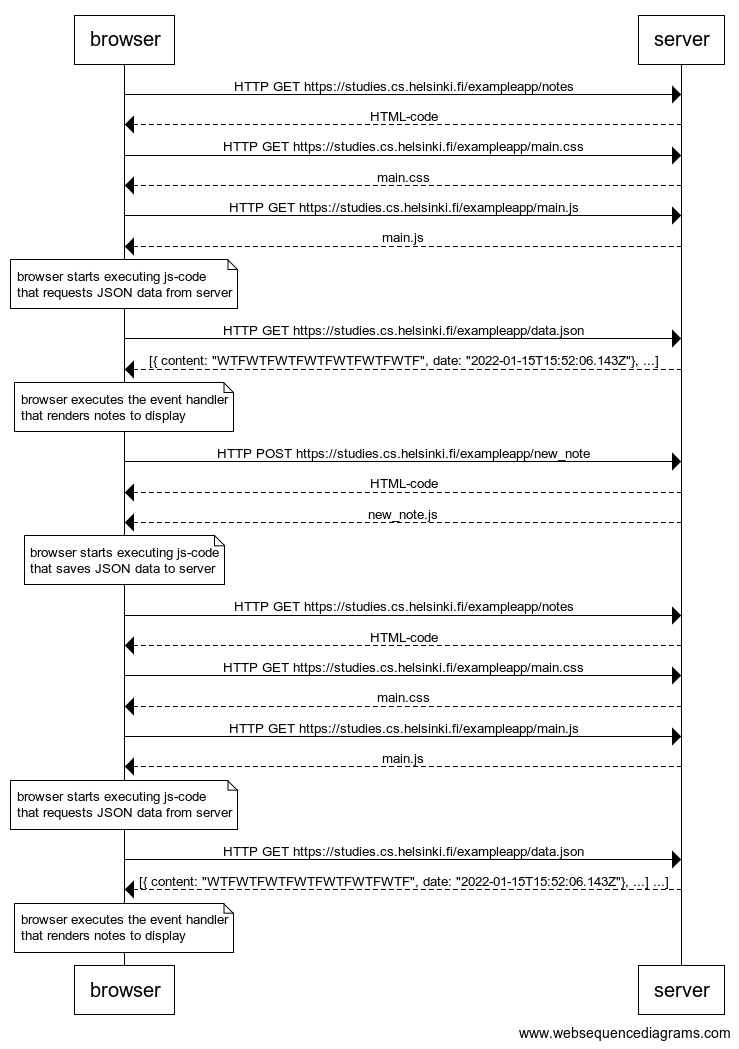 browser
server
HTTP GET https://studies.cs.helsinki.fi/exampleapp/notes
HTML-code
HTTP GET https://studies.cs.helsinki.fi/exampleapp/main.css
main.css
HTTP GET https://studies.cs.helsinki.fi/exampleapp/main.js
main.js
browser starts executing js-code
that requests JSON data from server
HTTP GET https://studies.cs.helsinki.fi/exampleapp/data.json
[{ content: "WTFWTFWTFWTFWTFWTFWTF", date: "2022-01-15T15:52:06.143Z"}, ...]
browser executes the event handler
that renders notes to display
HTTP POST https://studies.cs.helsinki.fi/exampleapp/new_note
HTML-code
new_note.js
browser starts executing js-code
that saves JSON data to server
HTTP GET https://studies.cs.helsinki.fi/exampleapp/notes
HTML-code
HTTP GET https://studies.cs.helsinki.fi/exampleapp/main.css
main.css
HTTP GET https://studies.cs.helsinki.fi/exampleapp/main.js
main.js
browser starts executing js-code
that requests JSON data from server
HTTP GET https://studies.cs.helsinki.fi/exampleapp/data.json
[{ content: "WTFWTFWTFWTFWTFWTFWTF", date: "2022-01-15T15:52:06.143Z"}, ...] ...]
browser executes the event handler
that renders notes to display
browser
server
www.websequencediagrams.com